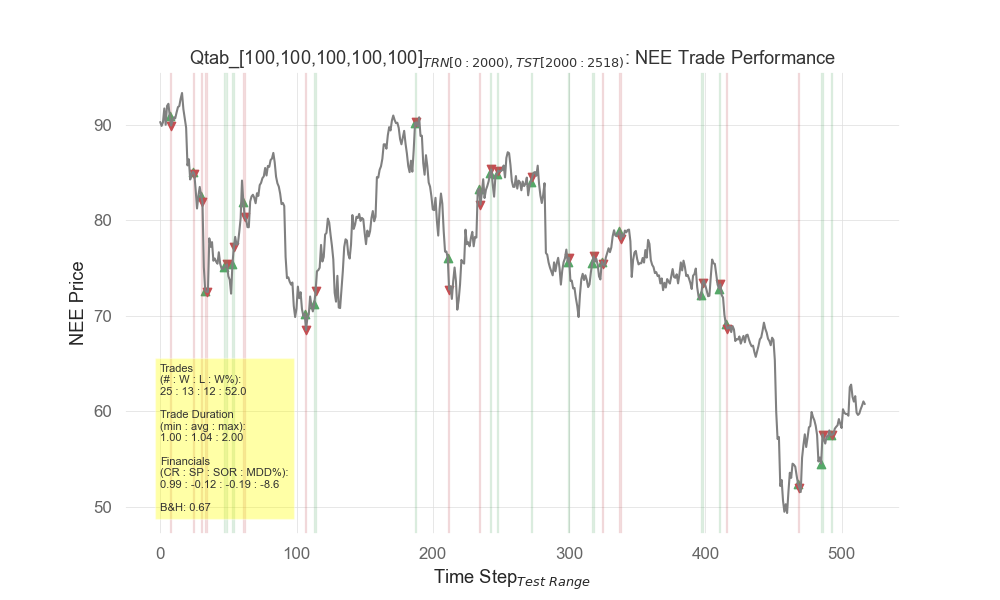 Qtab_[100,100,100,100,100]TRN[0:2000),TST[2000:2518): NEE Trade Performance
NEE Price
90
80
70
60
50
Trades
(# : W : L : W%):
25 : 13 : 12 : 52.0
Trade Duration
(min : avg : max):
1.00 : 1.04 : 2.00
Financials
(CR : SP : SOR : MDD%):
0.99 : -0.12 : -0.19 : -8.6
B&H: 0.67
0 100 200 300 400 500
Time StepTest Range